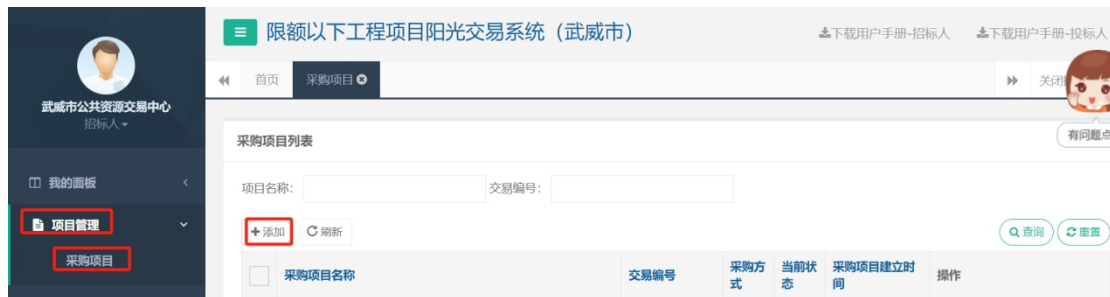 限额以下工程项目阳光交易系统（武威市）
下载用户手册-招标人 下载用户手册-投标人
首页 采购项目 关闭
武威市公共资源交易中心
招标人
有问题点
采购项目列表
我的面板
项目名称: 交易编号:
项目管理
+添加 刷新 查询 重置
采购项目
采购项目名称 交易编号 采购方式 当前状态 采购项目建立时间 操作